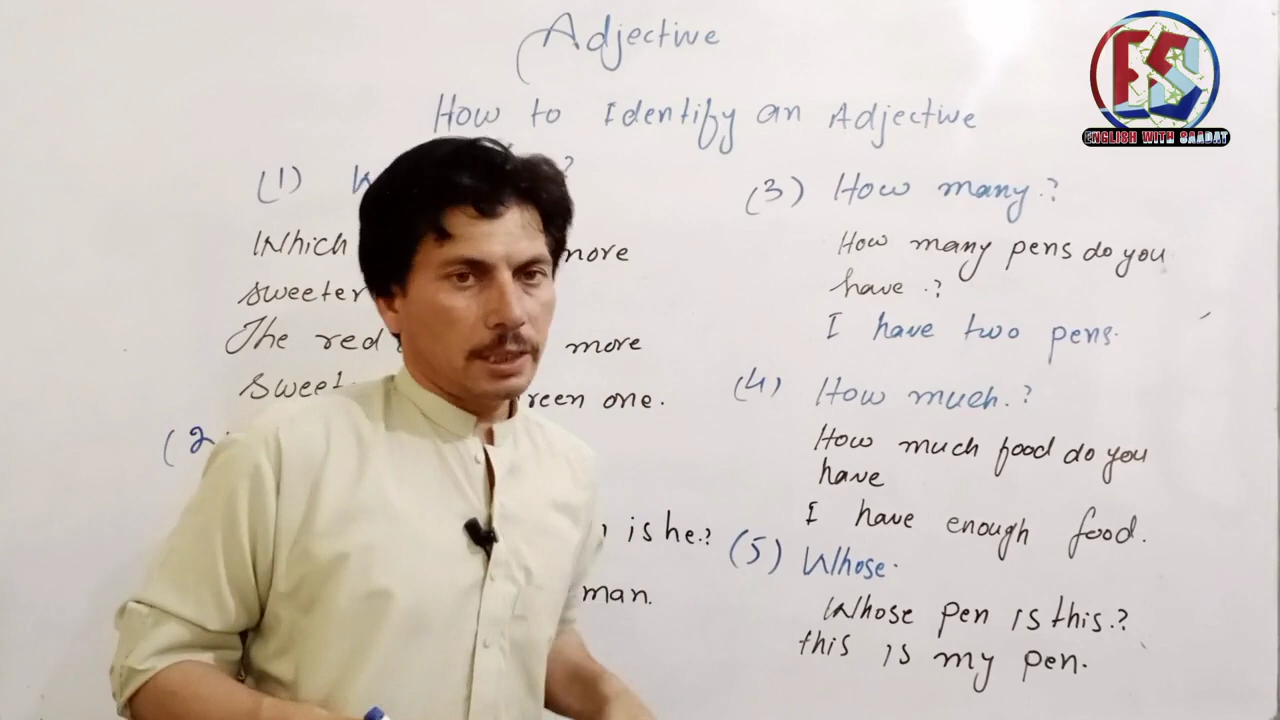 Adjective
How to Identify an Adjective
(1) ?
Which more
sweeter
The red more
Sweet reen one.
(2
is he.?
man.
(3) How many.?
How many pens do you
have .?
I have two pens.
(4) How much.?
How much food do you
have
I have enough food.
(5) Whose.
Whose pen is this.?
this is my pen.
ES
ENGLISH WITH SAADAT